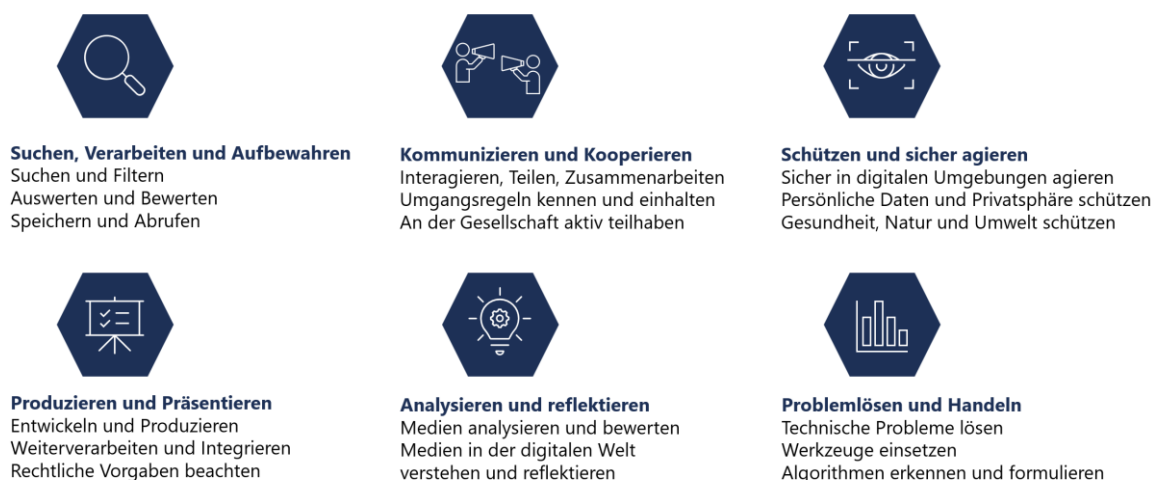 Suchen, Verarbeiten und Aufbewahren
Suchen und Filtern
Auswerten und Bewerten
Speichern und Abrufen
Kommunizieren und Kooperieren
Interagieren, Teilen, Zusammenarbeiten
Umgangsregeln kennen und einhalten
An der Gesellschaft aktiv teilhaben
Schützen und sicher agieren
Sicher in digitalen Umgebungen agieren
Persönliche Daten und Privatsphäre schützen
Gesundheit, Natur und Umwelt schützen
Produzieren und Präsentieren
Entwickeln und Produzieren
Weiterverarbeiten und Integrieren
Rechtliche Vorgaben beachten
Analysieren und reflektieren
Medien analysieren und bewerten
Medien in der digitalen Welt
verstehen und reflektieren
Problemlösen und Handeln
Technische Probleme lösen
Werkzeuge einsetzen
Algorithmen erkennen und formulieren